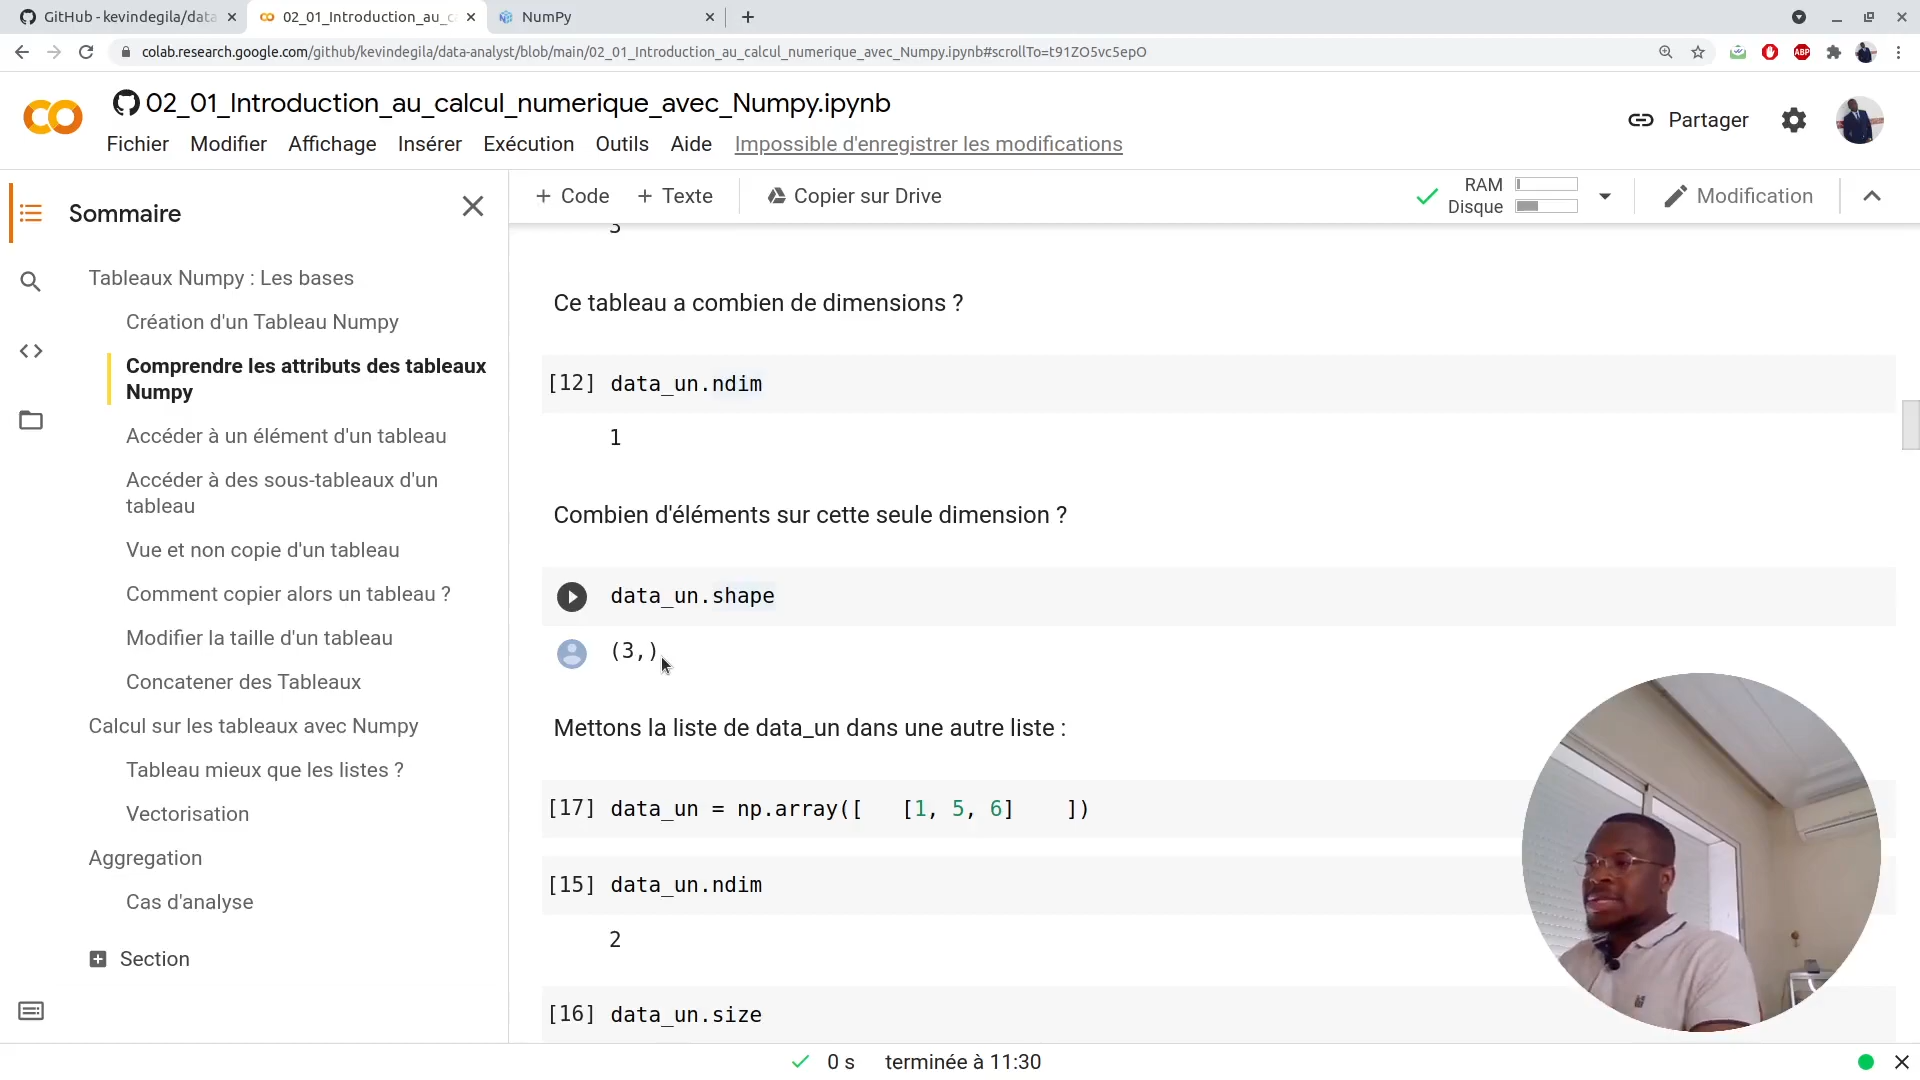 GitHub - kevindegila/data
02_01_Introduction_au_c
NumPy
colab.research.google.com/github/kevindegila/data-analyst/blob/main/02_01_Introduction_au_calcul_numerique_avec_Numpy.ipynb#scrollTo=t91ZO5vc5epO
ABP
02_01_Introduction_au_calcul_numerique_avec_Numpy.ipynb
Fichier Modifier Affichage Insérer Exécution Outils Aide Impossible d'enregistrer les modifications
Partager
Sommaire
+ Code + Texte Copier sur Drive
RAM
Disque
Modification
Tableaux Numpy : Les bases
Création d'un Tableau Numpy
Comprendre les attributs des tableaux
Numpy
Accéder à un élément d'un tableau
Accéder à des sous-tableaux d'un
tableau
Vue et non copie d'un tableau
Comment copier alors un tableau ?
Modifier la taille d'un tableau
Concatener des Tableaux
Calcul sur les tableaux avec Numpy
Tableau mieux que les listes ?
Vectorisation
Aggregation
Cas d'analyse
Section
3
Ce tableau a combien de dimensions ?
[12] data_un.ndim
1
Combien d'éléments sur cette seule dimension ?
data_un.shape
(3,)
Mettons la liste de data_un dans une autre liste :
[17] data_un = np.array([ [1, 5, 6] ])
[15] data_un.ndim
2
[16] data_un.size
0 s terminée à 11:30